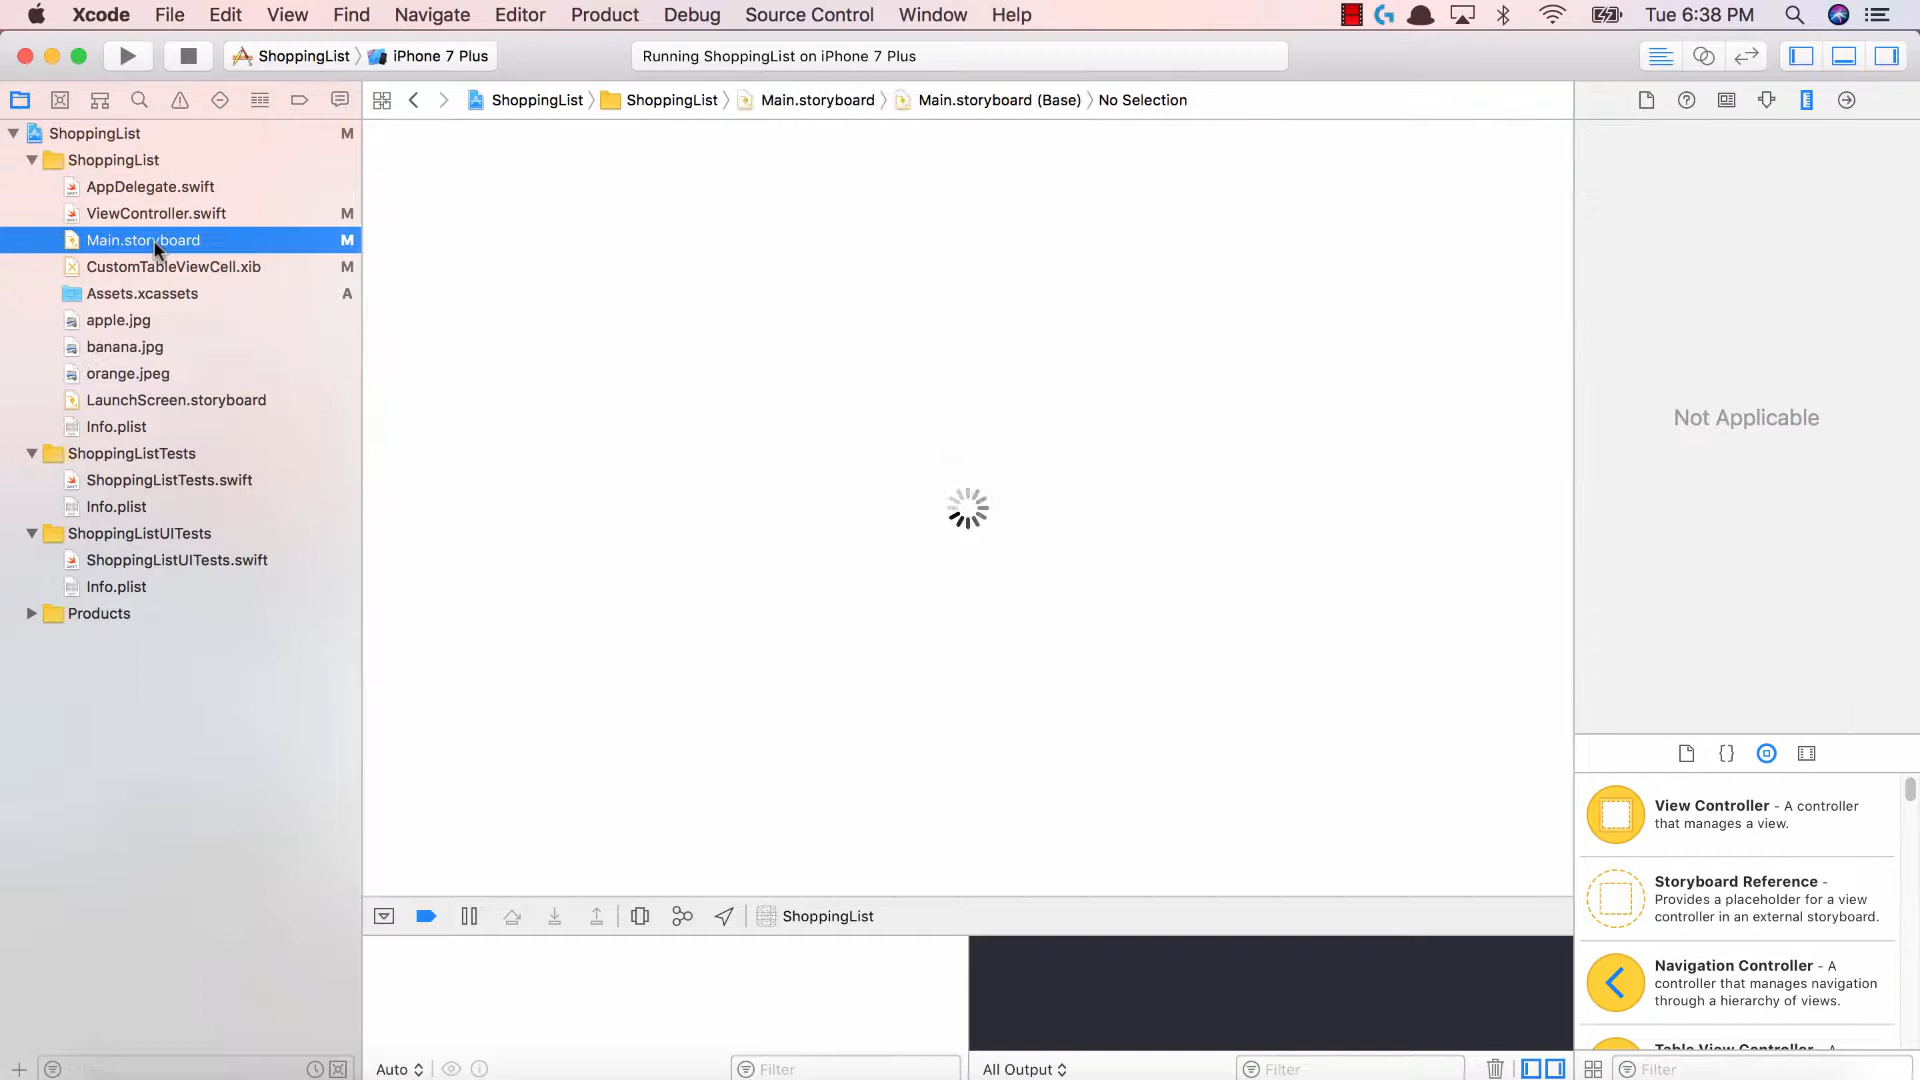 Xcode File Edit View Find Navigate Editor Product Debug Source Control Window Help Tue 6:38 PM
ShoppingList iPhone 7 Plus Running ShoppingList on iPhone 7 Plus
ShoppingList ShoppingList Main.storyboard Main.storyboard (Base) No Selection
ShoppingList M
ShoppingList
AppDelegate.swift
ViewController.swift M
Main.storyboard M
CustomTableViewCell.xib M
Assets.xcassets A
apple.jpg
banana.jpg
orange.jpeg
LaunchScreen.storyboard
Info.plist
ShoppingListTests
ShoppingListTests.swift
Info.plist
ShoppingListUITests
ShoppingListUITests.swift
Info.plist
Products
Not Applicable
View Controller - A controller
that manages a view.
Storyboard Reference -
Provides a placeholder for a view
controller in an external storyboard.
Navigation Controller - A
controller that manages navigation
through a hierarchy of views.
Table View Controller - A
ShoppingList
Auto Filter All Output Filter Filter